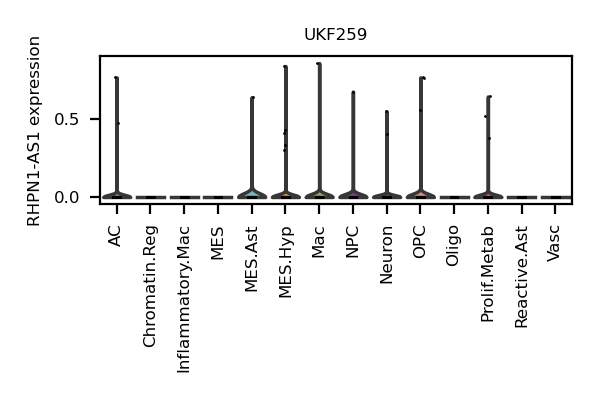 UKF259
RHPN1-AS1 expression
0.5
0.0
AC
Chromatin.Reg
Inflammatory.Mac
MES
MES.Ast
MES.Hyp
Mac
NPC
Neuron
OPC
Oligo
Prolif.Metab
Reactive.Ast
Vasc